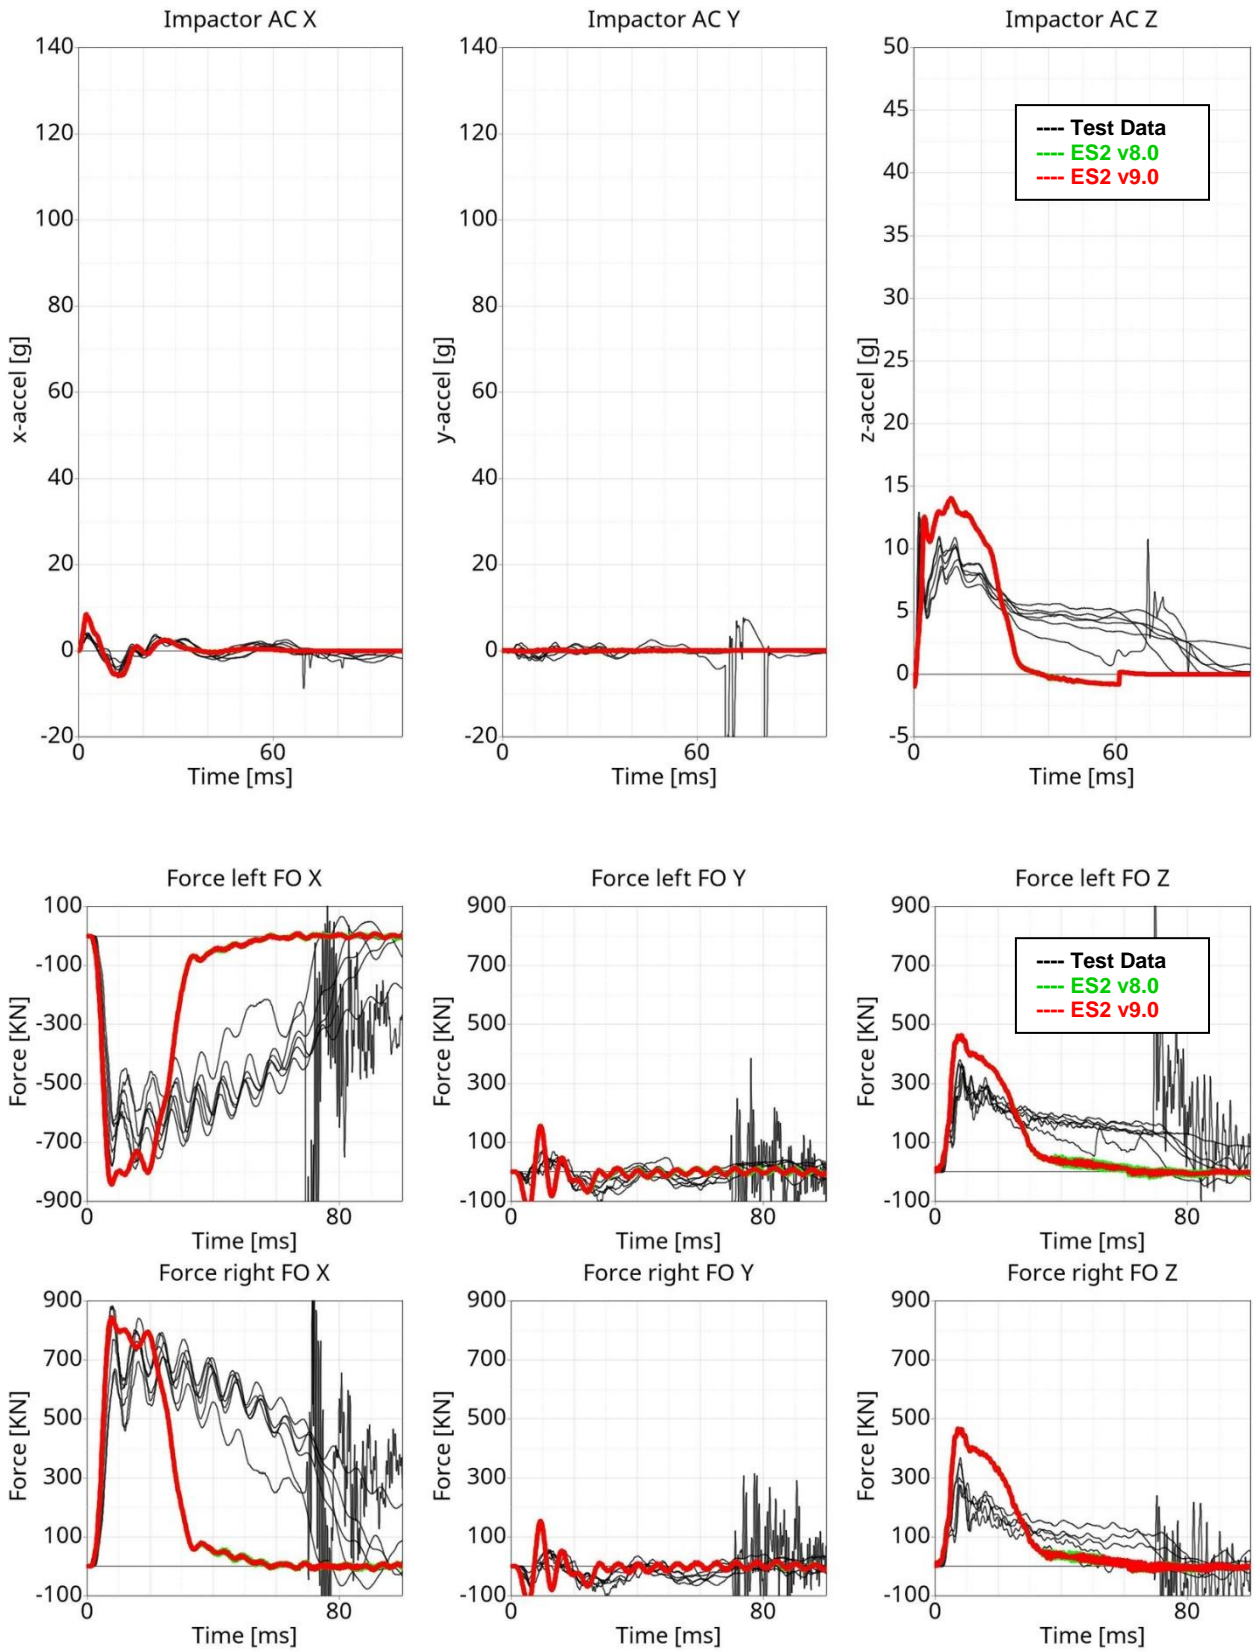 Impactor AC X
140
120
100
80
60
40
20
0
-20
x-accel [g]
0
60
Time [ms]
Impactor AC Y
140
120
100
80
60
40
20
0
-20
y-accel [g]
0
60
Time [ms]
Impactor AC Z
50
45
40
35
30
25
20
15
10
5
0
-5
z-accel [g]
0
60
Time [ms]
---- Test Data
---- ES2 v8.0
---- ES2 v9.0
Force left FO X
100
-100
-300
-500
-700
-900
Force [KN]
0
80
Time [ms]
Force left FO Y
900
700
500
300
100
-100
Force [KN]
0
80
Time [ms]
Force left FO Z
900
700
500
300
100
-100
Force [KN]
0
80
Time [ms]
---- Test Data
---- ES2 v8.0
---- ES2 v9.0
Force right FO X
900
700
500
300
100
-100
Force [KN]
0
80
Time [ms]
Force right FO Y
900
700
500
300
100
-100
Force [KN]
0
80
Time [ms]
Force right FO Z
900
700
500
300
100
-100
Force [KN]
0
80
Time [ms]